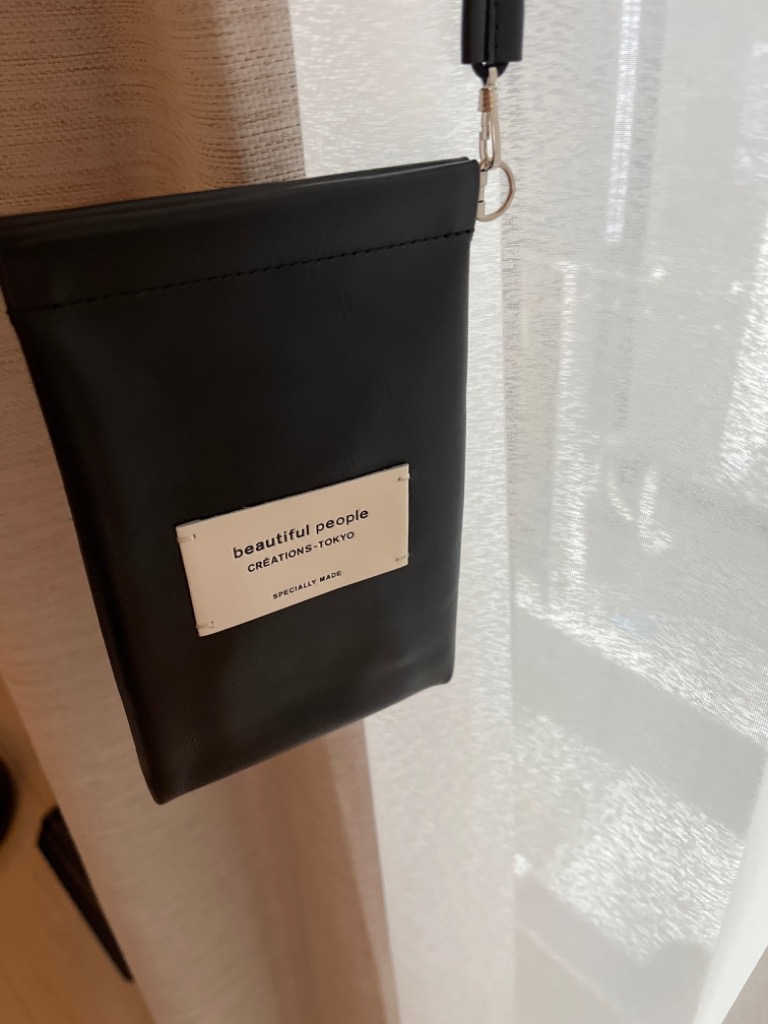 beautiful people
CRÉATIONS-TOKYO
SPECIALLY MADE